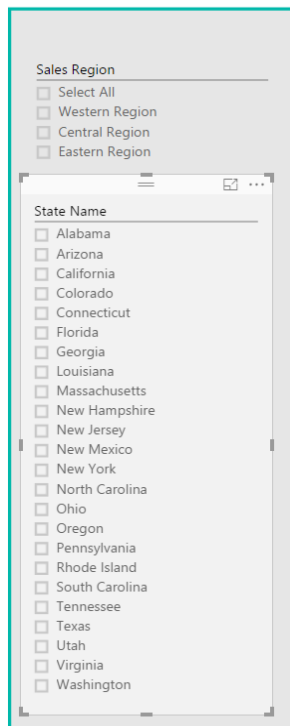 Sales Region
Select All
Western Region
Central Region
Eastern Region
State Name
Alabama
Arizona
California
Colorado
Connecticut
Florida
Georgia
Louisiana
Massachusetts
New Hampshire
New Jersey
New Mexico
New York
North Carolina
Ohio
Oregon
Pennsylvania
Rhode Island
South Carolina
Tennessee
Texas
Utah
Virginia
Washington